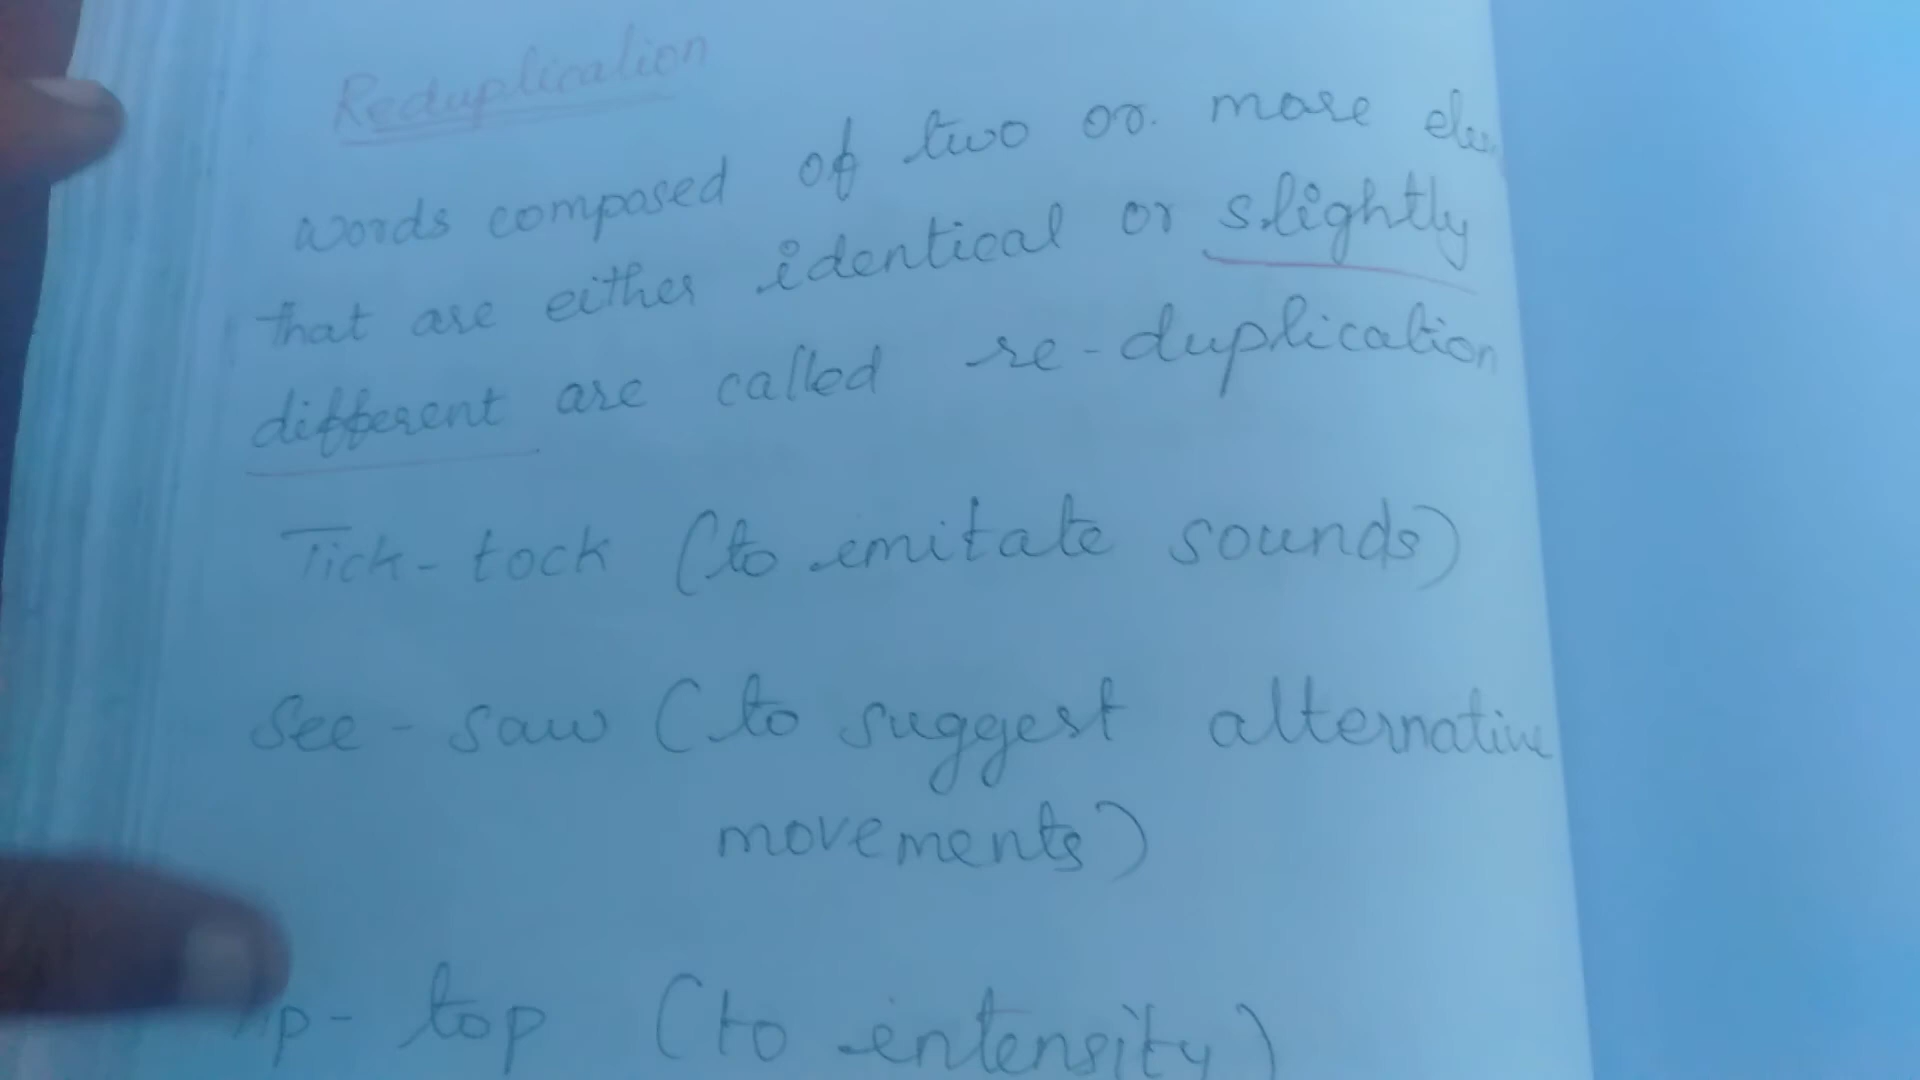 Reduplication
words composed of two or more
that are either identical or slightly
different are called re-duplication
Tick-tock (to emitate sounds)
See-saw (to suggest alternative
movements)
top (to entensity)